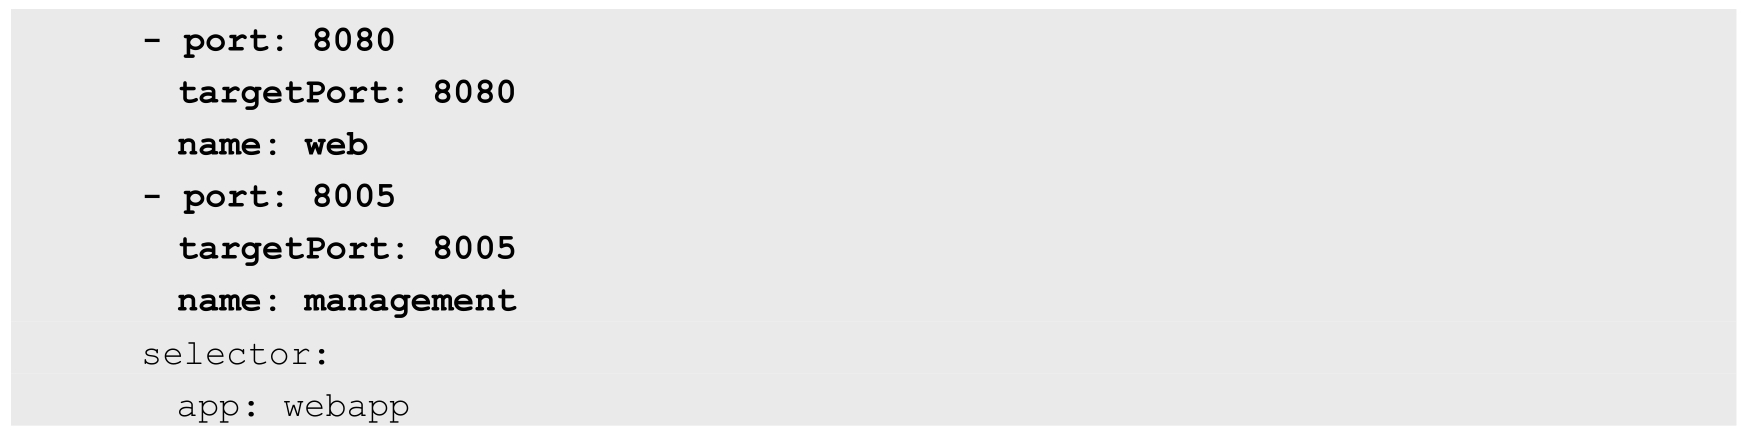 - port: 8080
  targetPort: 8080
  name: web
- port: 8005
  targetPort: 8005
  name: management
selector:
  app: webapp